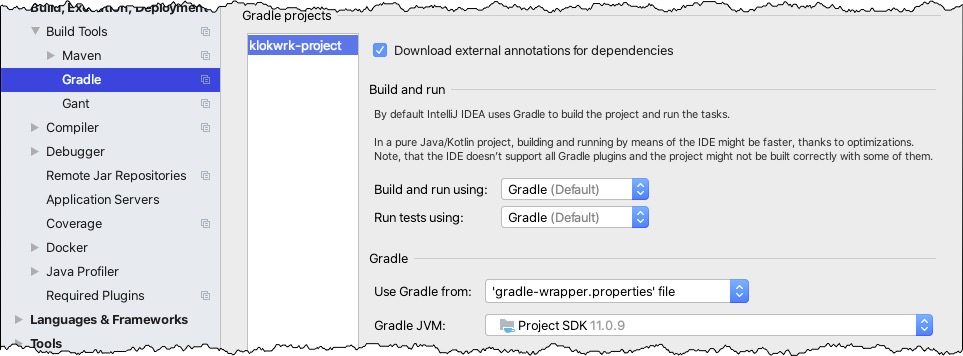 Build, Execution, Deployment
Build Tools
Maven
Gradle
Gant
Compiler
Debugger
Remote Jar Repositories
Application Servers
Coverage
Docker
Java Profiler
Required Plugins
Languages & Frameworks
Tools
Gradle projects
klokwrk-project
Download external annotations for dependencies
Build and run
By default IntelliJ IDEA uses Gradle to build the project and run the tasks.
In a pure Java/Kotlin project, building and running by means of the IDE might be faster, thanks to optimizations.
Note, that the IDE doesn't support all Gradle plugins and the project might not be built correctly with some of them.
Build and run using: Gradle (Default)
Run tests using: Gradle (Default)
Gradle
Use Gradle from: 'gradle-wrapper.properties' file
Gradle JVM: Project SDK 11.0.9